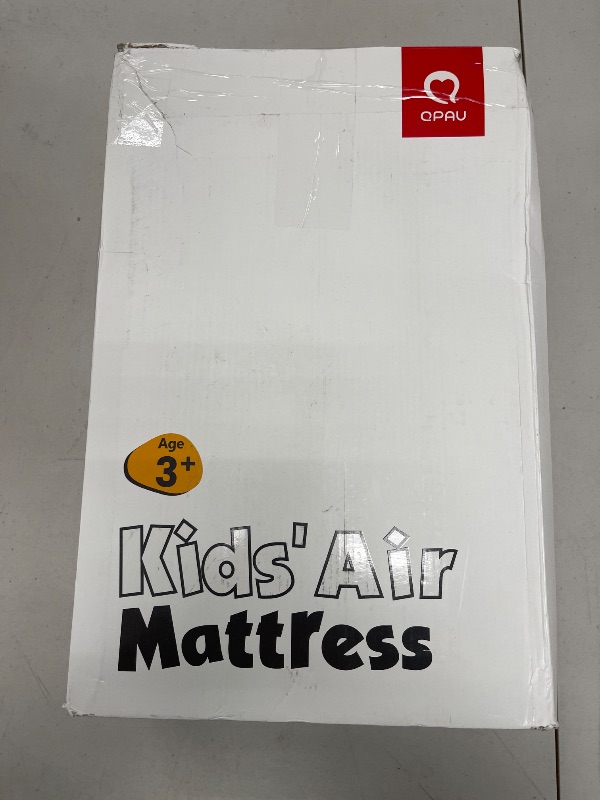 QPAU
Age
3+
Kids' Air
Mattress